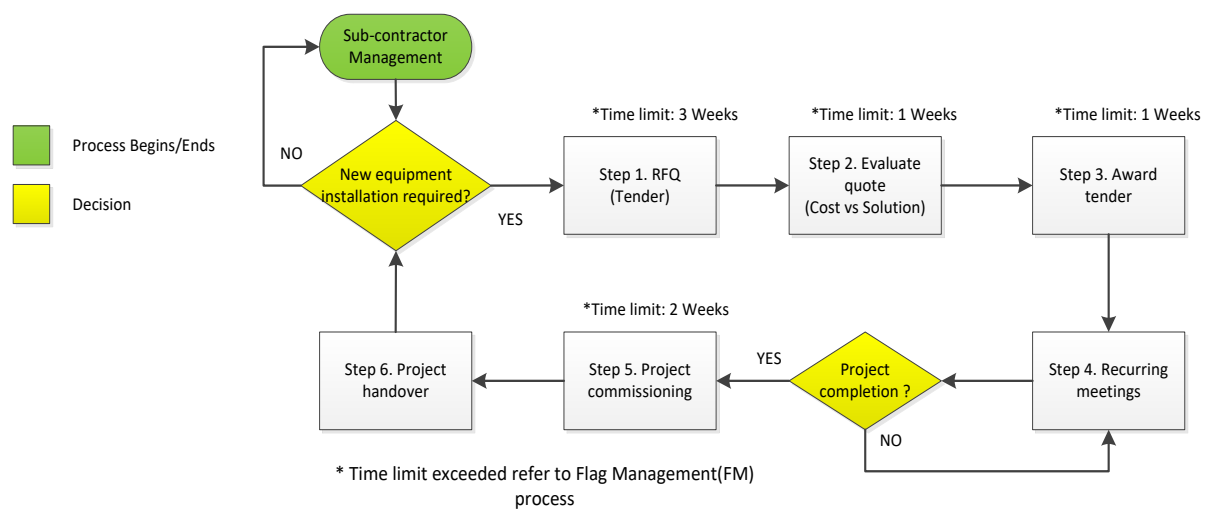 Sub-contractor
Management
Process Begins/Ends
Decision
NO
New equipment
installation required?
YES
*Time limit: 3 Weeks
Step 1. RFQ
(Tender)
*Time limit: 1 Weeks
Step 2. Evaluate
quote
(Cost vs Solution)
*Time limit: 1 Weeks
Step 3. Award
tender
Step 4. Recurring
meetings
Project
completion ?
YES
NO
*Time limit: 2 Weeks
Step 5. Project
commissioning
Step 6. Project
handover
* Time limit exceeded refer to Flag Management(FM)
process